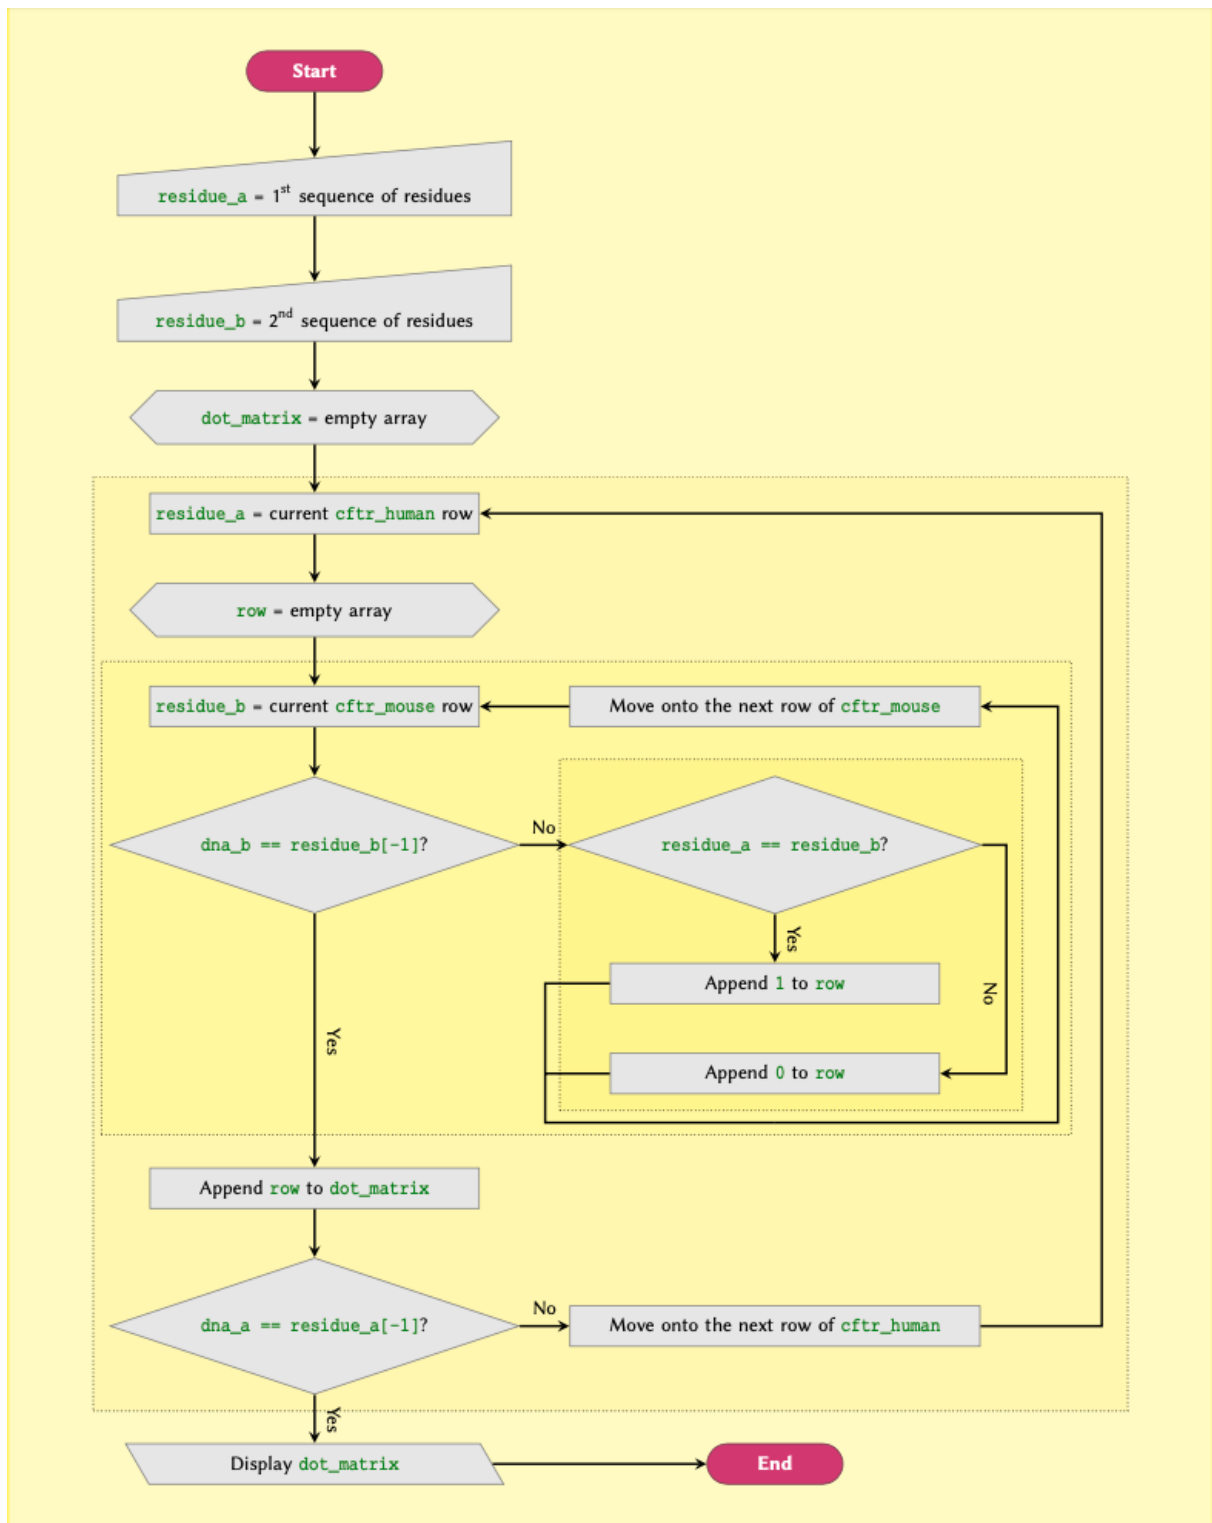 Start
residue_a = 1st sequence of residues
residue_b = 2nd sequence of residues
dot_matrix = empty array
residue_a = current cftr_human row
row = empty array
residue_b = current cftr_mouse row
Move onto the next row of cftr_mouse
dna_b == residue_b[-1]?
No
residue_a == residue_b?
Yes
No
Append 1 to row
Append 0 to row
Yes
Append row to dot_matrix
dna_a == residue_a[-1]?
No
Move onto the next row of cftr_human
Yes
Display dot_matrix
End